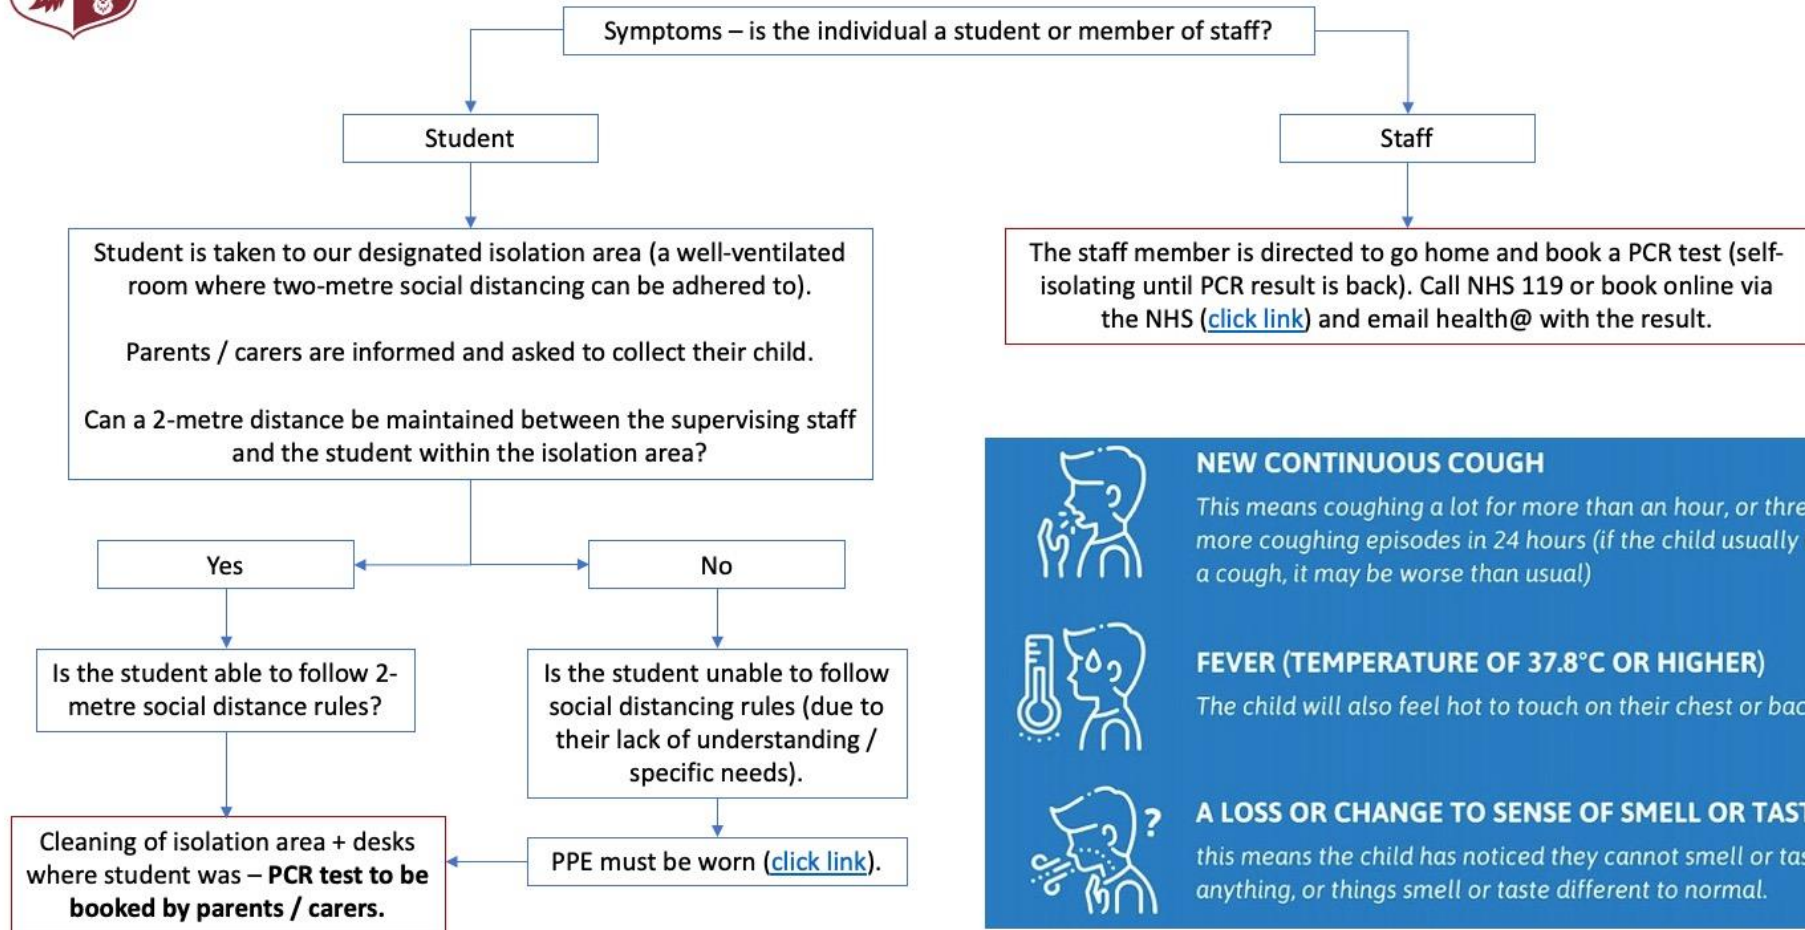 Symptoms – is the individual a student or member of staff?
Student
Staff
Student is taken to our designated isolation area (a well-ventilated
room where two-metre social distancing can be adhered to).
Parents / carers are informed and asked to collect their child.
Can a 2-metre distance be maintained between the supervising staff
and the student within the isolation area?
The staff member is directed to go home and book a PCR test (self-
isolating until PCR result is back). Call NHS 119 or book online via
the NHS (click link) and email health@ with the result.
Yes
No
Is the student able to follow 2-
metre social distance rules?
Is the student unable to follow
social distancing rules (due to
their lack of understanding /
specific needs).
Cleaning of isolation area + desks
where student was – PCR test to be
booked by parents / carers.
PPE must be worn (click link).
NEW CONTINUOUS COUGH
This means coughing a lot for more than an hour, or
more coughing episodes in 24 hours (if the child usually
a cough, it may be worse than usual)
FEVER (TEMPERATURE OF 37.8°C OR HIGHER)
The child will also feel hot to touch on their chest or
A LOSS OR CHANGE TO SENSE OF SMELL OR
this means the child has noticed they cannot smell or
anything, or things smell or taste different to normal.